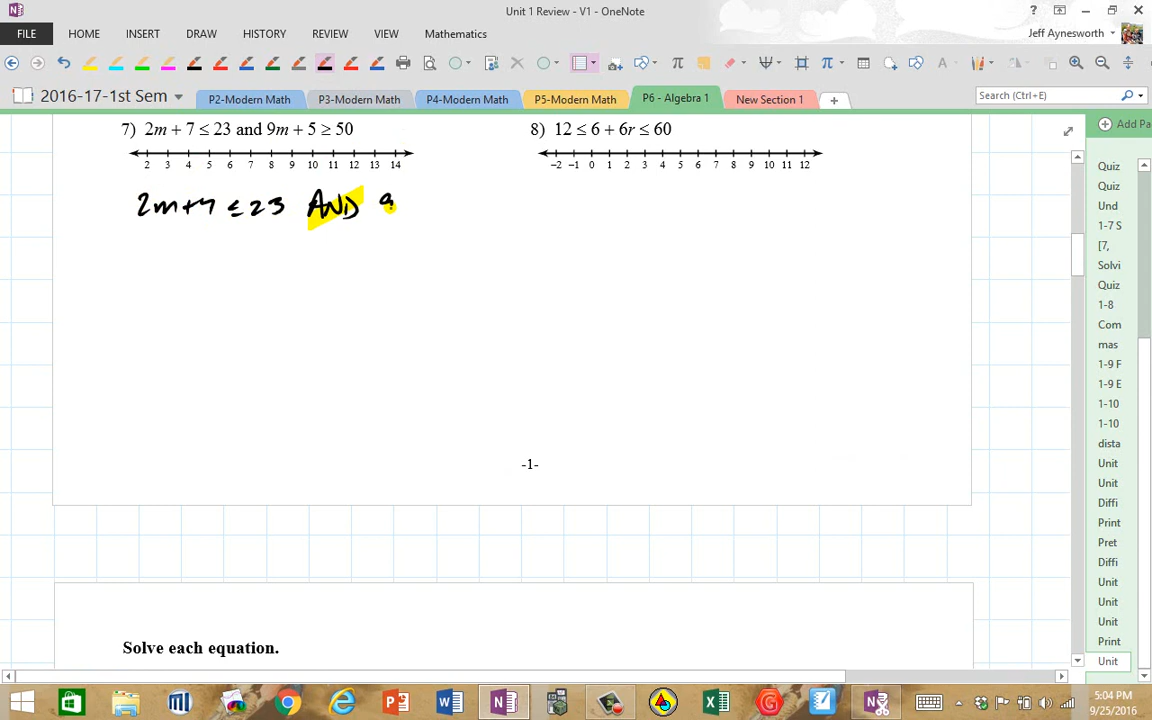 Unit 1 Review - V1 - OneNote
?
FILE HOME INSERT DRAW HISTORY REVIEW VIEW Mathematics
Jeff Aynesworth
2016-17-1st Sem
P2-Modern Math P3-Modern Math P4-Modern Math P5-Modern Math P6 - Algebra 1 New Section 1
Search (Ctrl+E)
Add Pa
7) 2m + 7 ≤ 23 and 9m + 5 ≥ 50
2 3 4 5 6 7 8 9 10 11 12 13 14
2m+7 ≤ 23 AND 9
8) 12 ≤ 6 + 6r ≤ 60
−2 −1 0 1 2 3 4 5 6 7 8 9 10 11 12
-1-
Solve each equation.
Quiz
Quiz
Und
1-7 S
[7,
Solvi
Quiz
1-8
Com
mas
1-9 F
1-9 E
1-10
1-10
dista
Unit
Unit
Diffi
Print
Pret
Diffi
Unit
Unit
Unit
Print
Unit
5:04 PM
9/25/2016